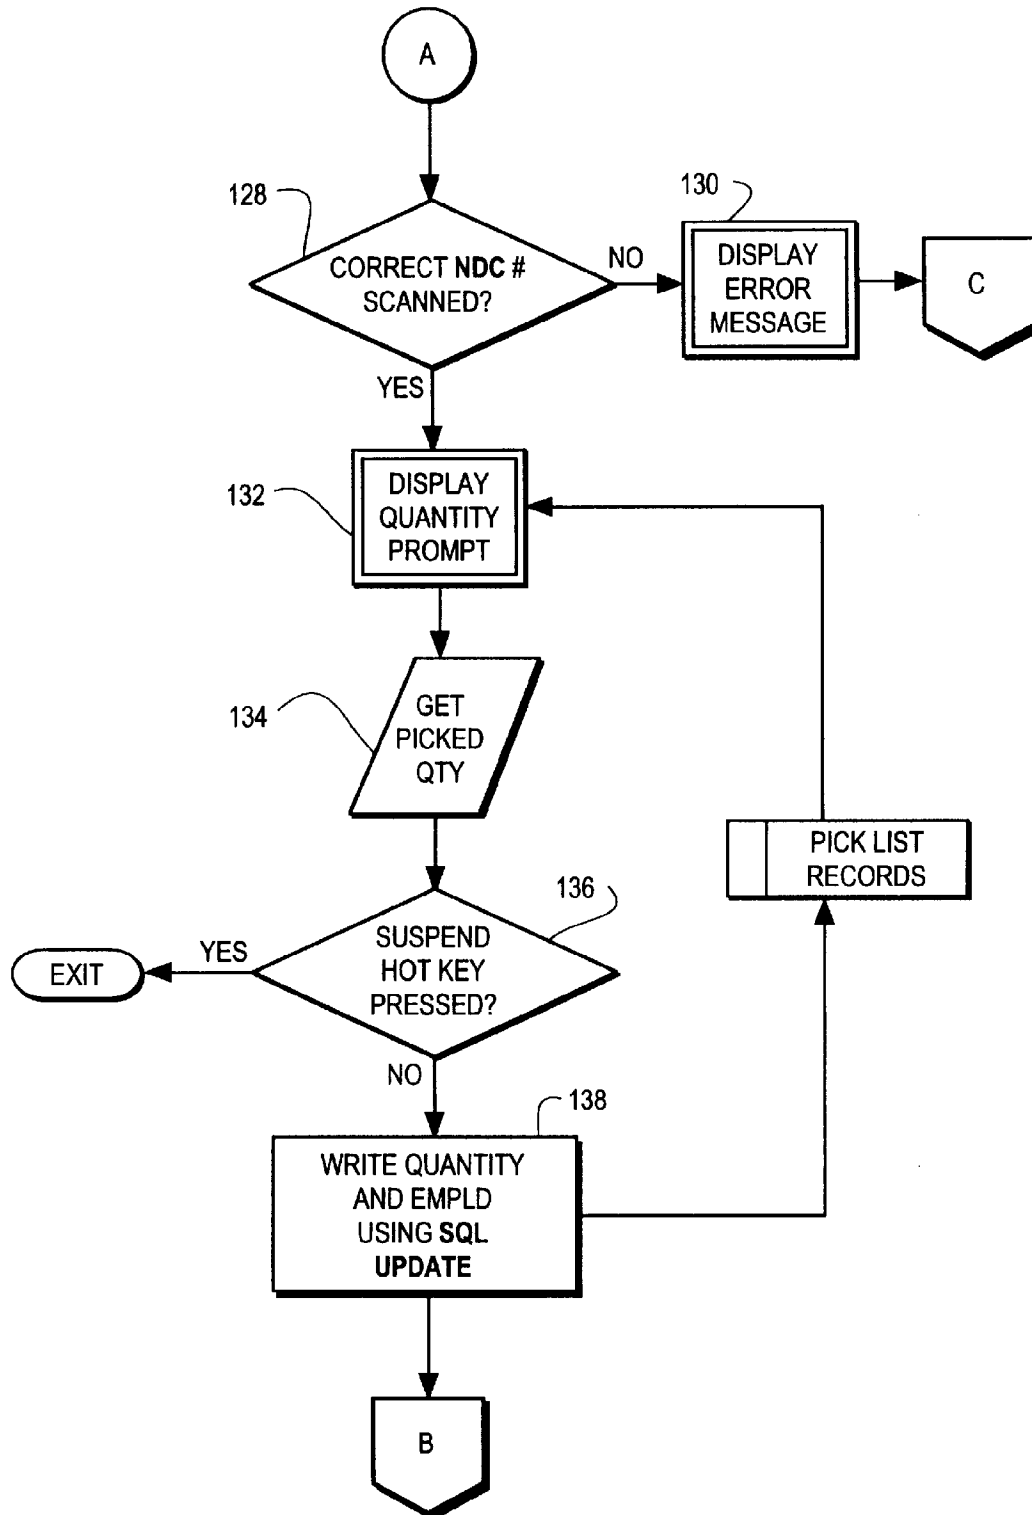 A
128
CORRECT NDC #
SCANNED?
NO
130
DISPLAY
ERROR
MESSAGE
C
YES
132
DISPLAY
QUANTITY
PROMPT
134
GET
PICKED
QTY
PICK LIST
RECORDS
136
SUSPEND
HOT KEY
PRESSED?
YES
EXIT
NO
138
WRITE QUANTITY
AND EMPLD
USING SQL
UPDATE
B